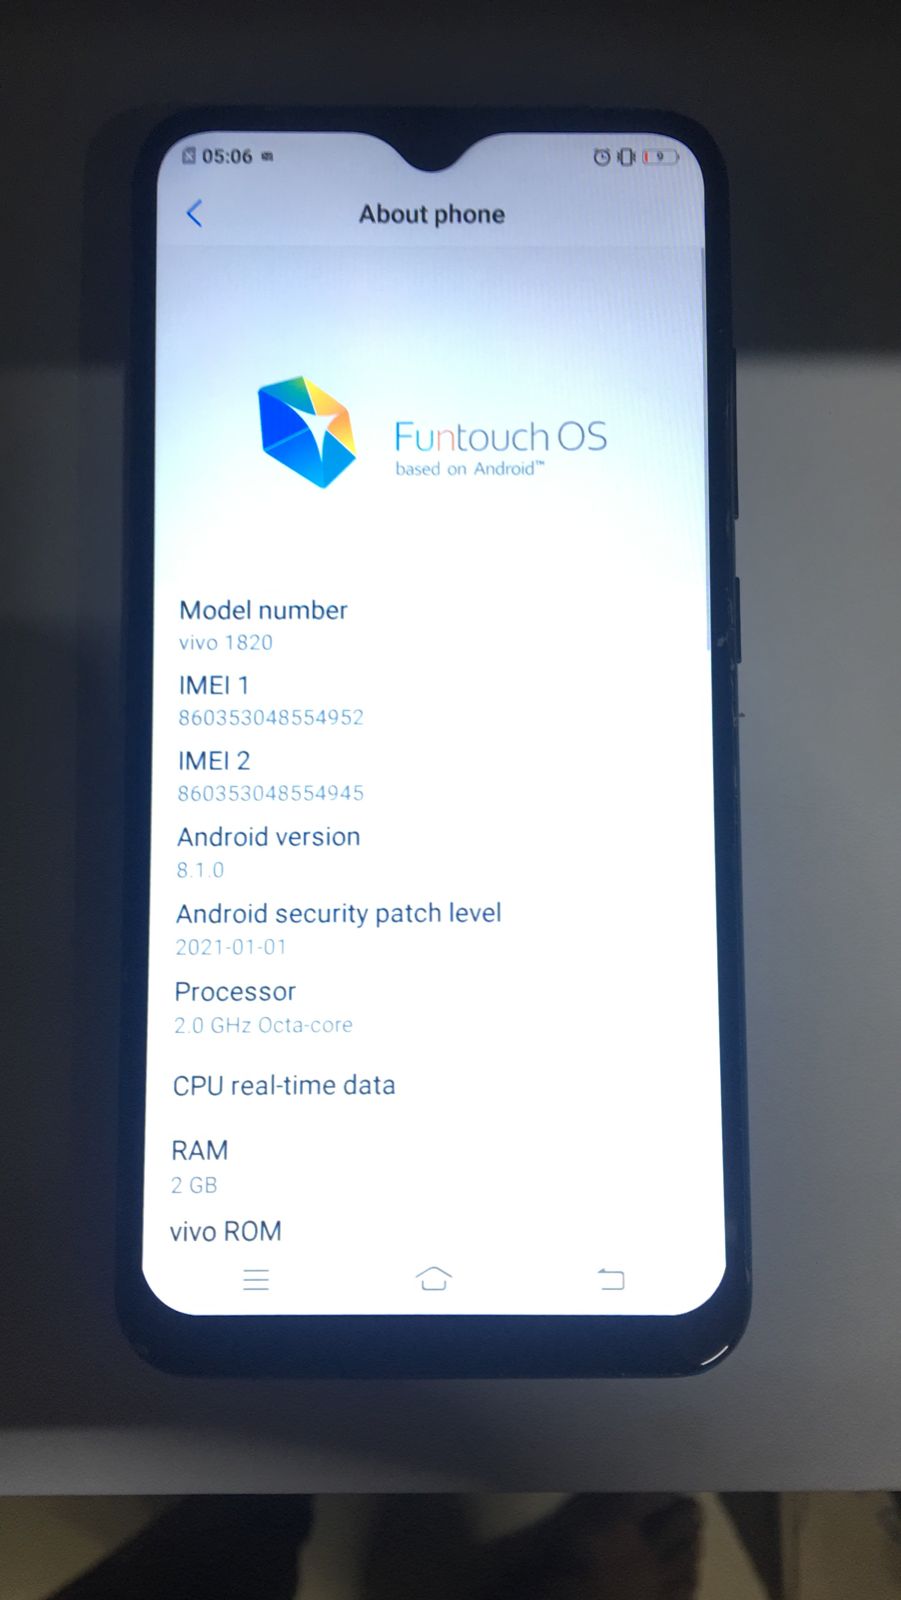 05:06
9
About phone
Funtouch OS
based on Android™
Model number
vivo 1820
IMEI 1
860353048554952
IMEI 2
860353048554945
Android version
8.1.0
Android security patch level
2021-01-01
Processor
2.0 GHz Octa-core
CPU real-time data
RAM
2 GB
vivo ROM